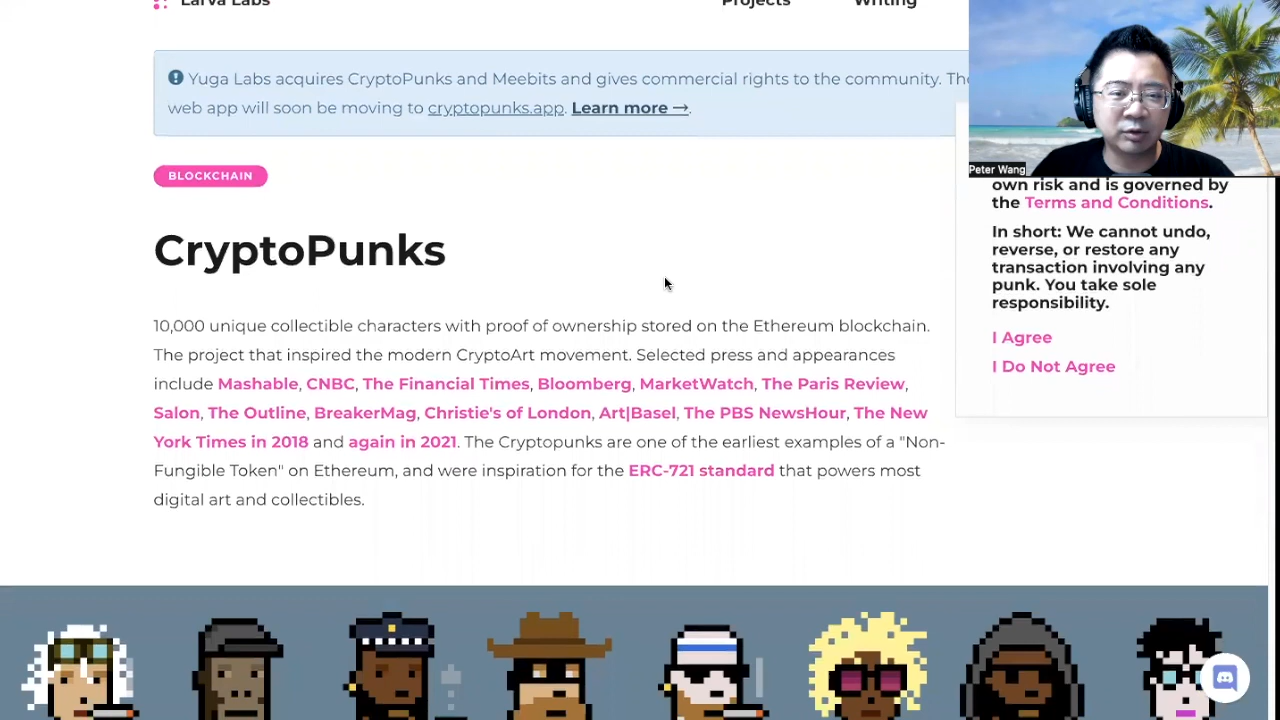 Larva Labs
Projects
Writing
Yuga Labs acquires CryptoPunks and Meebits and gives commercial rights to the community.
web app will soon be moving to cryptopunks.app. Learn more →.
Peter Wang
own risk and is governed by
the Terms and Conditions.
In short: We cannot undo,
reverse, or restore any
transaction involving any
punk. You take sole
responsibility.
I Agree
I Do Not Agree
BLOCKCHAIN
CryptoPunks
10,000 unique collectible characters with proof of ownership stored on the Ethereum blockchain.
The project that inspired the modern CryptoArt movement. Selected press and appearances
include Mashable, CNBC, The Financial Times, Bloomberg, MarketWatch, The Paris Review,
Salon, The Outline, BreakerMag, Christie's of London, Art|Basel, The PBS NewsHour, The New
York Times in 2018 and again in 2021. The Cryptopunks are one of the earliest examples of a "Non-
Fungible Token" on Ethereum, and were inspiration for the ERC-721 standard that powers most
digital art and collectibles.